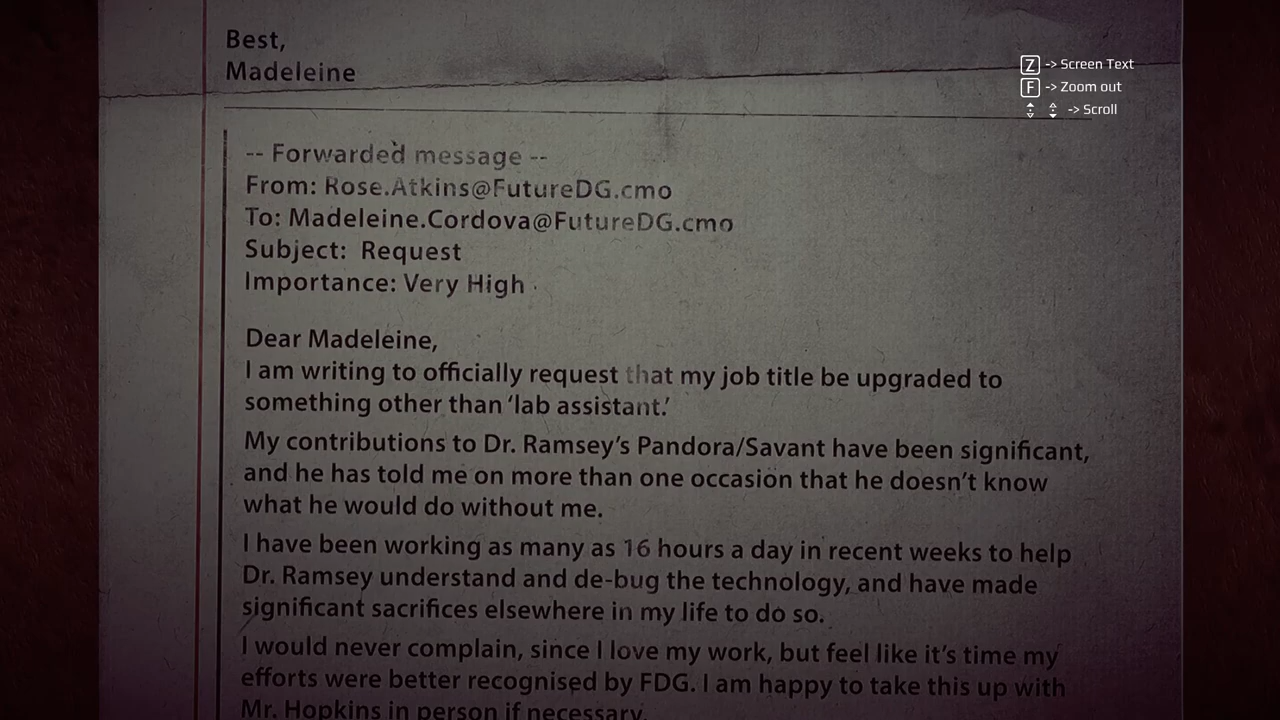 Best,
Madeleine
Z -> Screen Text
F -> Zoom out
-> Scroll
-- Forwarded message --
From: Rose.Atkins@FutureDG.cmo
To: Madeleine.Cordova@FutureDG.cmo
Subject: Request
Importance: Very High
Dear Madeleine,
I am writing to officially request that my job title be upgraded to
something other than ‘lab assistant.’
My contributions to Dr. Ramsey’s Pandora/Savant have been significant,
and he has told me on more than one occasion that he doesn’t know
what he would do without me.
I have been working as many as 16 hours a day in recent weeks to help
Dr. Ramsey understand and de-bug the technology, and have made
significant sacrifices elsewhere in my life to do so.
I would never complain, since I love my work, but feel like it’s time my
efforts were better recognised by FDG. I am happy to take this up with
Mr. Hopkins in person if necessary.